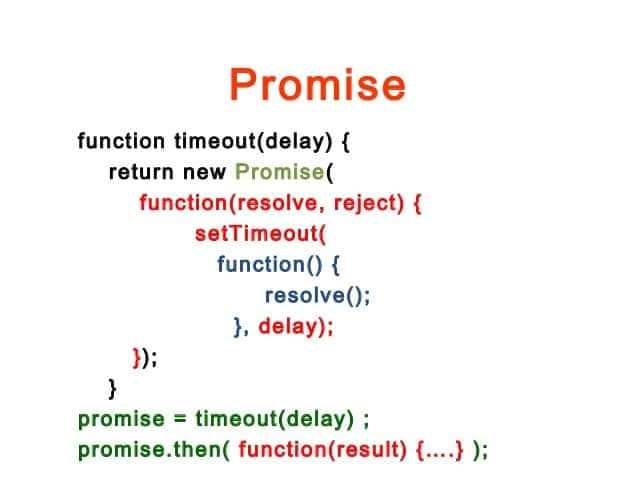 Promise
function timeout(delay) {
return new Promise(
function(resolve, reject) {
setTimeout(
function() {
resolve();
}, delay);
});
}
promise = timeout(delay) ;
promise.then( function(result) {....} );